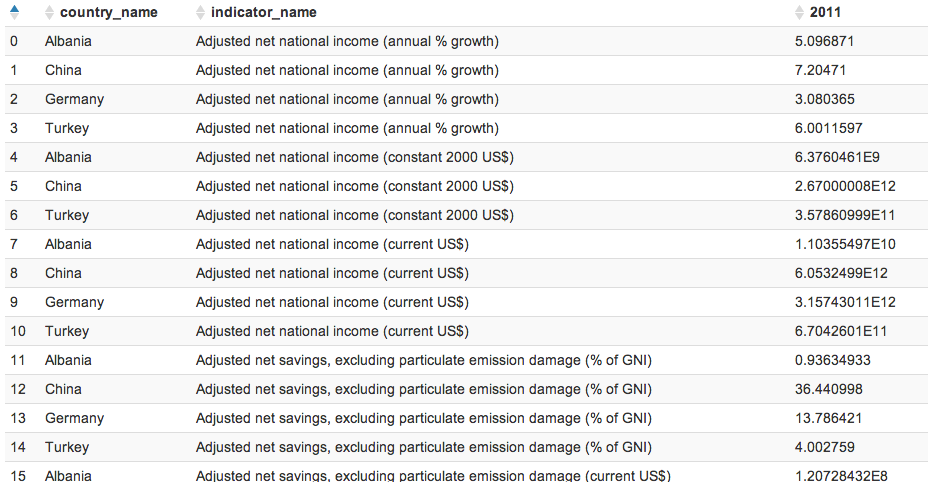 country_name indicator_name 2011
0 Albania Adjusted net national income (annual % growth) 5.096871
1 China Adjusted net national income (annual % growth) 7.20471
2 Germany Adjusted net national income (annual % growth) 3.080365
3 Turkey Adjusted net national income (annual % growth) 6.0011597
4 Albania Adjusted net national income (constant 2000 US$) 6.3760461E9
5 China Adjusted net national income (constant 2000 US$) 2.67000008E12
6 Turkey Adjusted net national income (constant 2000 US$) 3.57860999E11
7 Albania Adjusted net national income (current US$) 1.10355497E10
8 China Adjusted net national income (current US$) 6.0532499E12
9 Germany Adjusted net national income (current US$) 3.15743011E12
10 Turkey Adjusted net national income (current US$) 6.7042601E11
11 Albania Adjusted net savings, excluding particulate emission damage (% of GNI) 0.93634933
12 China Adjusted net savings, excluding particulate emission damage (% of GNI) 36.440998
13 Germany Adjusted net savings, excluding particulate emission damage (% of GNI) 13.786421
14 Turkey Adjusted net savings, excluding particulate emission damage (% of GNI) 4.002759
15 Albania Adjusted net savings, excluding particulate emission damage (current US$) 1.20728432E8